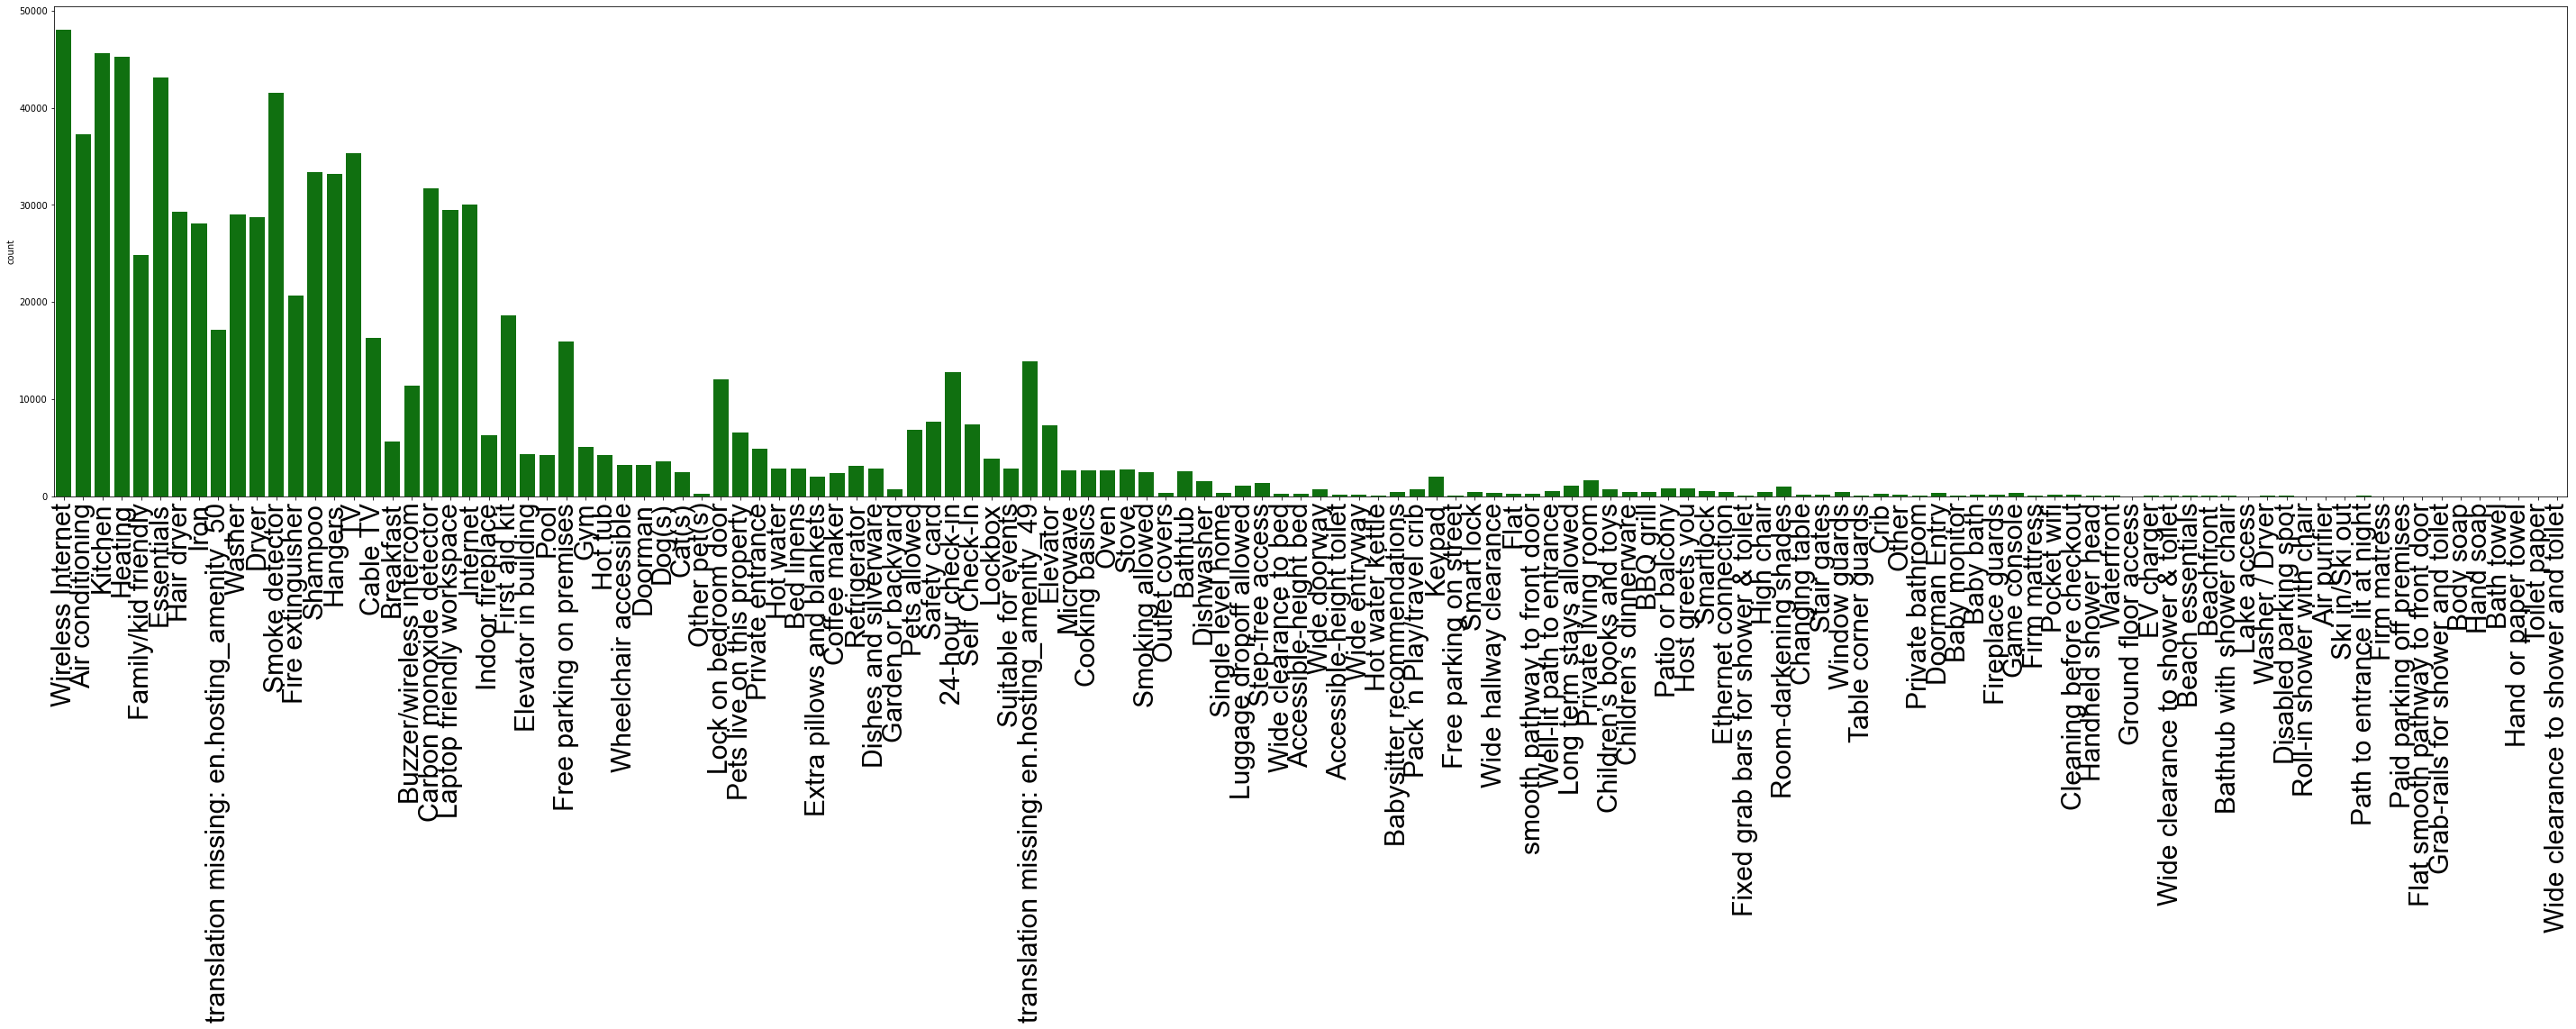 50000
40000
30000
20000
10000
0
count
Wireless Internet
Air conditioning
Kitchen
Heating
Family/kid friendly
Essentials
Hair dryer
Iron
translation missing: en.hosting_amenity_50
Washer
Dryer
Smoke detector
Fire extinguisher
Shampoo
Hangers
TV
Cable TV
Breakfast
Buzzer/wireless intercom
Carbon monoxide detector
Laptop friendly workspace
Internet
Indoor fireplace
First aid kit
Elevator in building
Pool
Free parking on premises
Gym
Hot tub
Wheelchair accessible
Doorman
Dog(s)
Cat(s)
Other pet(s)
Lock on bedroom door
Pets live on this property
Private entrance
Hot water
Bed linens
Extra pillows and blankets
Coffee maker
Refrigerator
Dishes and silverware
Garden or backyard
Pets allowed
Safety card
24-hour check-in
Self Check-In
Lockbox
Suitable for events
translation missing: en.hosting_amenity_49
Elevator
Microwave
Cooking basics
Oven
Stove
Smoking allowed
Outlet covers
Bathtub
Dishwasher
Single level home
Luggage dropoff allowed
Step-free access
Wide clearance to bed
Accessible-height bed
Wide doorway
Accessible-height toilet
Wide entryway
Hot water kettle
Babysitter recommendations
Pack ’n Play/travel crib
Keypad
Free parking on street
Smart lock
Wide hallway clearance
Flat
smooth pathway to front door
Well-lit path to entrance
Long term stays allowed
Private living room
Children’s books and toys
Children’s dinnerware
BBQ grill
Patio or balcony
Host greets you
Smartlock
Ethernet connection
Fixed grab bars for shower & toilet
High chair
Room-darkening shades
Changing table
Stair gates
Window guards
Table corner guards
Crib
Other
Private bathroom
Doorman Entry
Baby monitor
Baby bath
Fireplace guards
Game console
Firm mattress
Pocket wifi
Cleaning before checkout
Handheld shower head
Waterfront
Ground floor access
EV charger
Wide clearance to shower & toilet
Beach essentials
Beachfront
Bathtub with shower chair
Lake access
Washer / Dryer
Disabled parking spot
Roll-in shower with chair
Air purifier
Ski in/Ski out
Path to entrance lit at night
Firm matress
Paid parking off premises
Flat smooth pathway to front door
Grab-rails for shower and toilet
Body soap
Hand soap
Bath towel
Hand or paper towel
Toilet paper
Wide clearance to shower and toilet